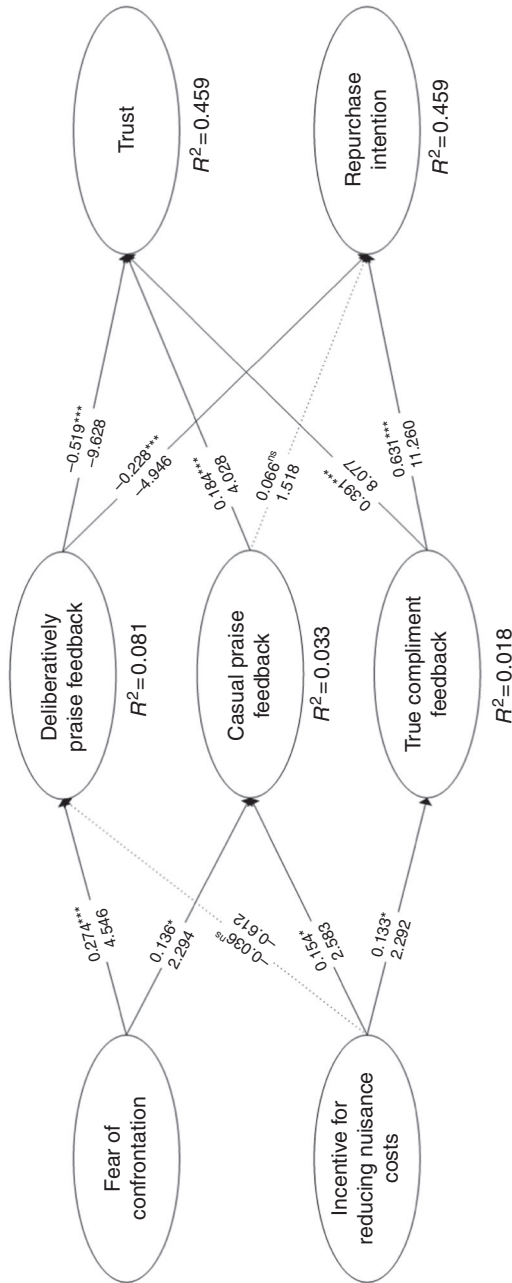 Fear of
confrontation
Incentive for
reducing nuisance
costs
0.274***
4.546
0.136*
2.294
–0.036ns
–0.612
0.154*
2.583
0.133*
2.292
Deliberatively
praise feedback
R2=0.081
Casual praise
feedback
R2=0.033
True compliment
feedback
R2=0.018
–0.519***
–9.628
–0.228***
–4.946
0.184***
4.028
0.066ns
1.518
0.391***
8.077
0.631***
11.260
Trust
R2=0.459
Repurchase
intention
R2=0.459